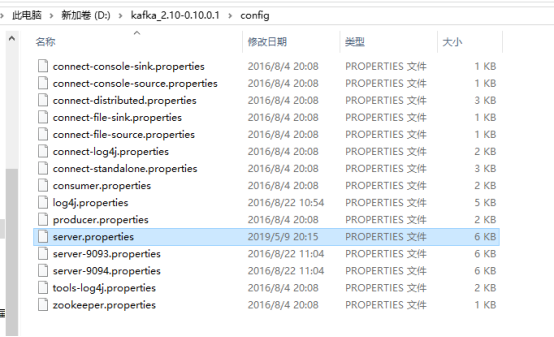 此电脑 > 新加卷 (D:) > kafka_2.10-0.10.0.1 > config
名称 修改日期 类型 大小
connect-console-sink.properties 2016/8/4 20:08 PROPERTIES 文件 1 KB
connect-console-source.properties 2016/8/4 20:08 PROPERTIES 文件 1 KB
connect-distributed.properties 2016/8/4 20:08 PROPERTIES 文件 3 KB
connect-file-sink.properties 2016/8/4 20:08 PROPERTIES 文件 1 KB
connect-file-source.properties 2016/8/4 20:08 PROPERTIES 文件 1 KB
connect-log4j.properties 2016/8/4 20:08 PROPERTIES 文件 2 KB
connect-standalone.properties 2016/8/4 20:08 PROPERTIES 文件 3 KB
consumer.properties 2016/8/4 20:08 PROPERTIES 文件 2 KB
log4j.properties 2016/8/22 10:54 PROPERTIES 文件 5 KB
producer.properties 2016/8/4 20:08 PROPERTIES 文件 2 KB
server.properties 2019/5/9 20:15 PROPERTIES 文件 6 KB
server-9093.properties 2016/8/22 11:04 PROPERTIES 文件 6 KB
server-9094.properties 2016/8/22 11:04 PROPERTIES 文件 6 KB
tools-log4j.properties 2016/8/4 20:08 PROPERTIES 文件 2 KB
zookeeper.properties 2016/8/4 20:08 PROPERTIES 文件 1 KB